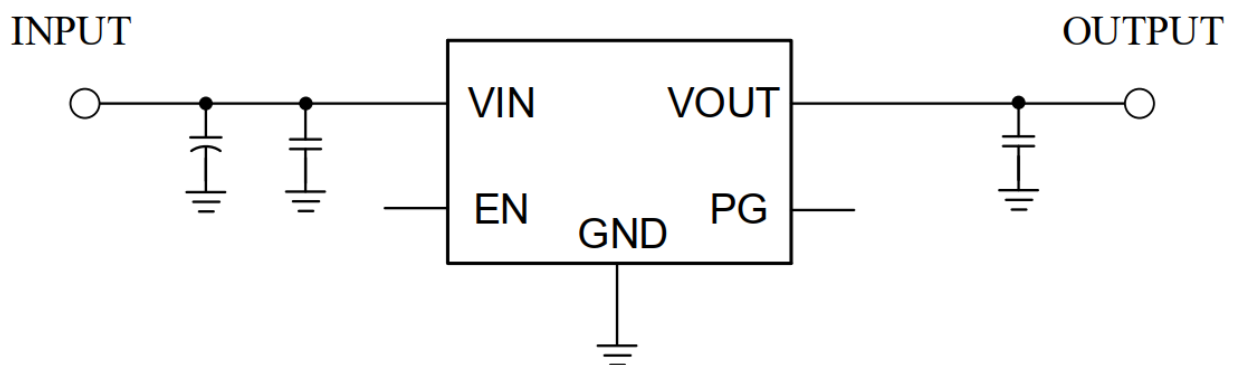 INPUT
OUTPUT
VIN
VOUT
EN
PG
GND